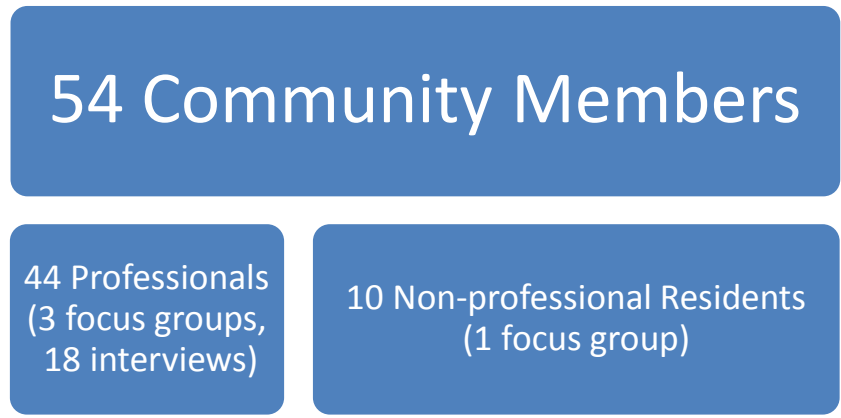 54 Community Members
44 Professionals
(3 focus groups,
18 interviews)
10 Non-professional Residents
(1 focus group)